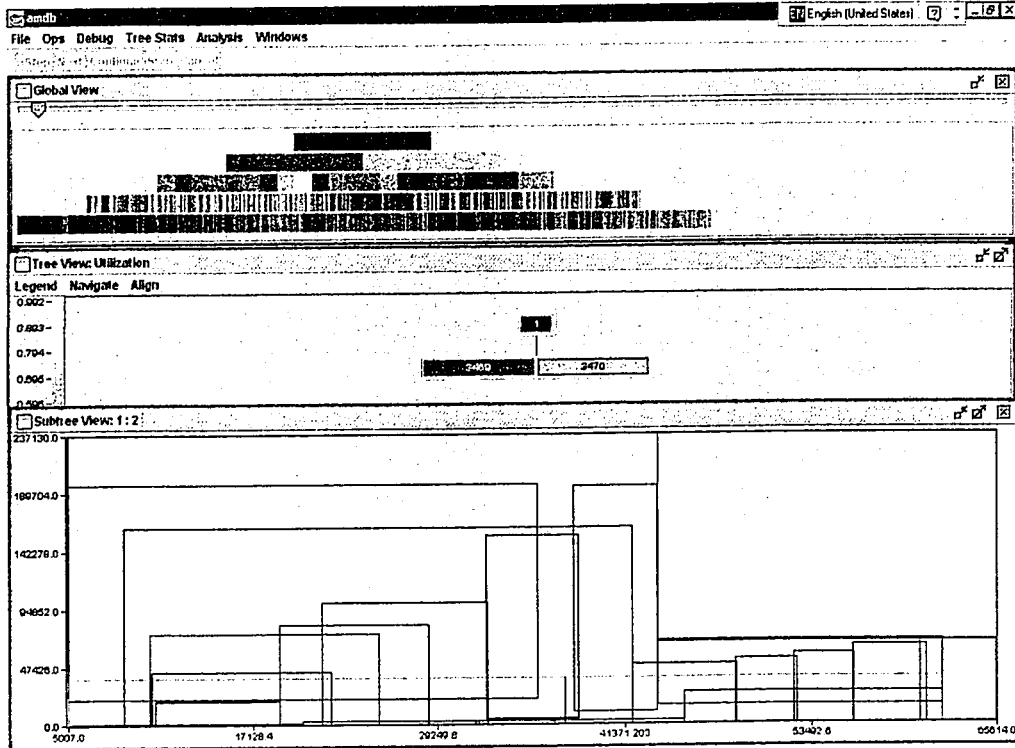 amdb
English (United States)
File Ops Debug Tree Stats Analysis Windows
Global View
Tree View: Utilization
Legend Navigate Align
0.992
0.893
0.794
0.695
0.595
1
2469 2470
Subtree View: 1 : 2
237130.0
189704.0
142278.0
94852.0
47426.0
0.0
5007.0 17128.4 29249.8 41371.203 53492.6 65614.0